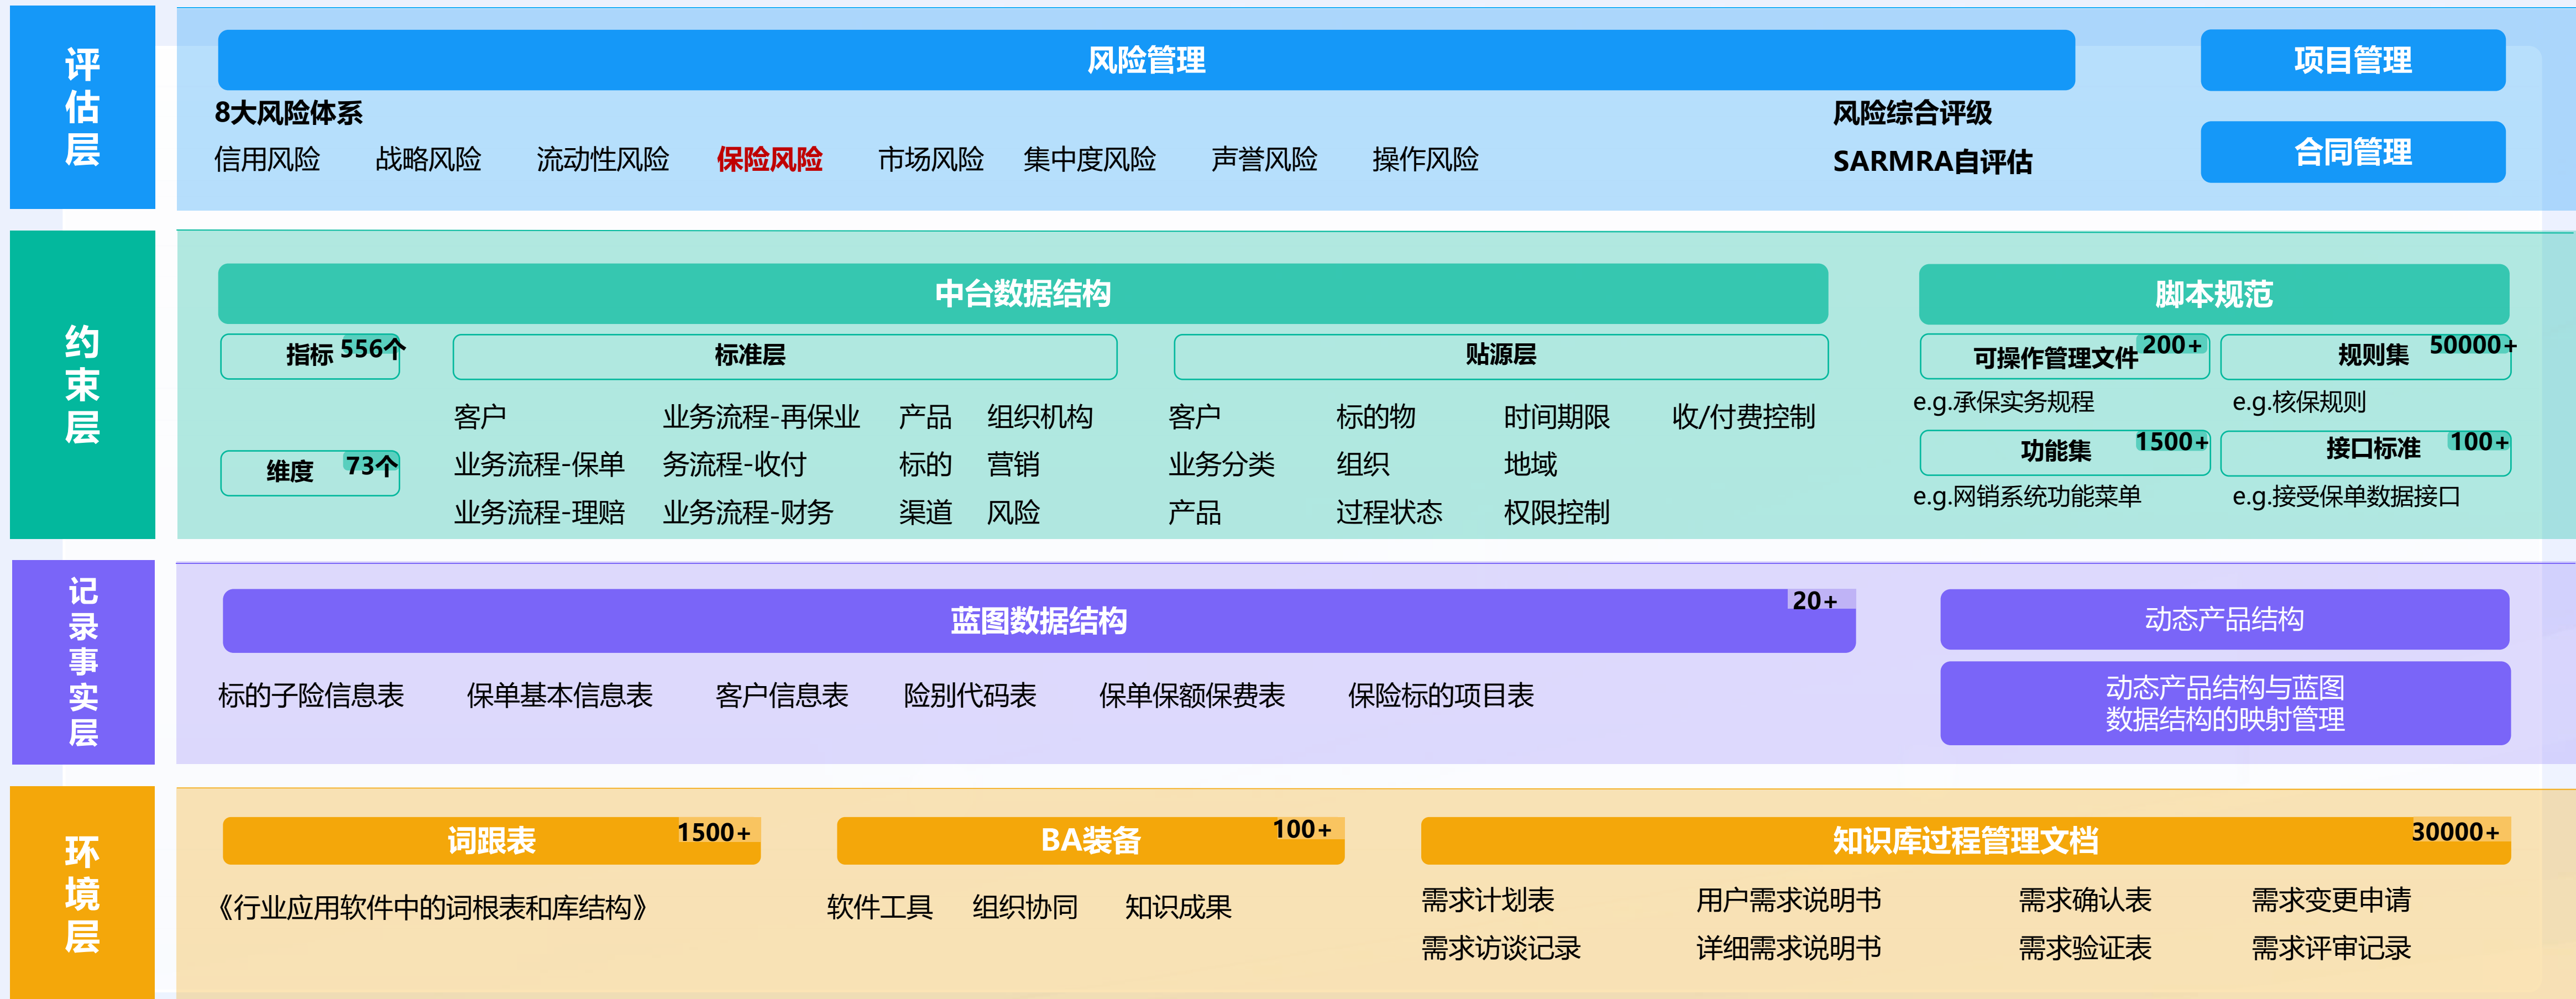 评估层
风险管理
项目管理
8大风险体系
风险综合评级
信用风险 战略风险 流动性风险 保险风险 市场风险 集中度风险 声誉风险 操作风险
SARMRA自评估
合同管理
约束层
中台数据结构
脚本规范
指标 556个
标准层
贴源层
可操作管理文件 200+
规则集 50000+
e.g.承保实务规程
e.g.核保规则
客户 业务流程-再保业 产品 组织机构
客户 标的物 时间期限 收/付费控制
维度 73个
业务流程-保单 务流程-收付 标的 营销
业务分类 组织 地域
功能集 1500+
接口标准 100+
业务流程-理赔 业务流程-财务 渠道 风险
产品 过程状态 权限控制
e.g.网销系统功能菜单
e.g.接受保单数据接口
记录事实层
蓝图数据结构 20+
动态产品结构
标的子险信息表 保单基本信息表 客户信息表 险别代码表 保单保额保费表 保险标的项目表
动态产品结构与蓝图
数据结构的映射管理
环境层
词跟表 1500+
BA装备 100+
知识库过程管理文档 30000+
《行业应用软件中的词根表和库结构》
软件工具 组织协同 知识成果
需求计划表 用户需求说明书 需求确认表 需求变更申请
需求访谈记录 详细需求说明书 需求验证表 需求评审记录